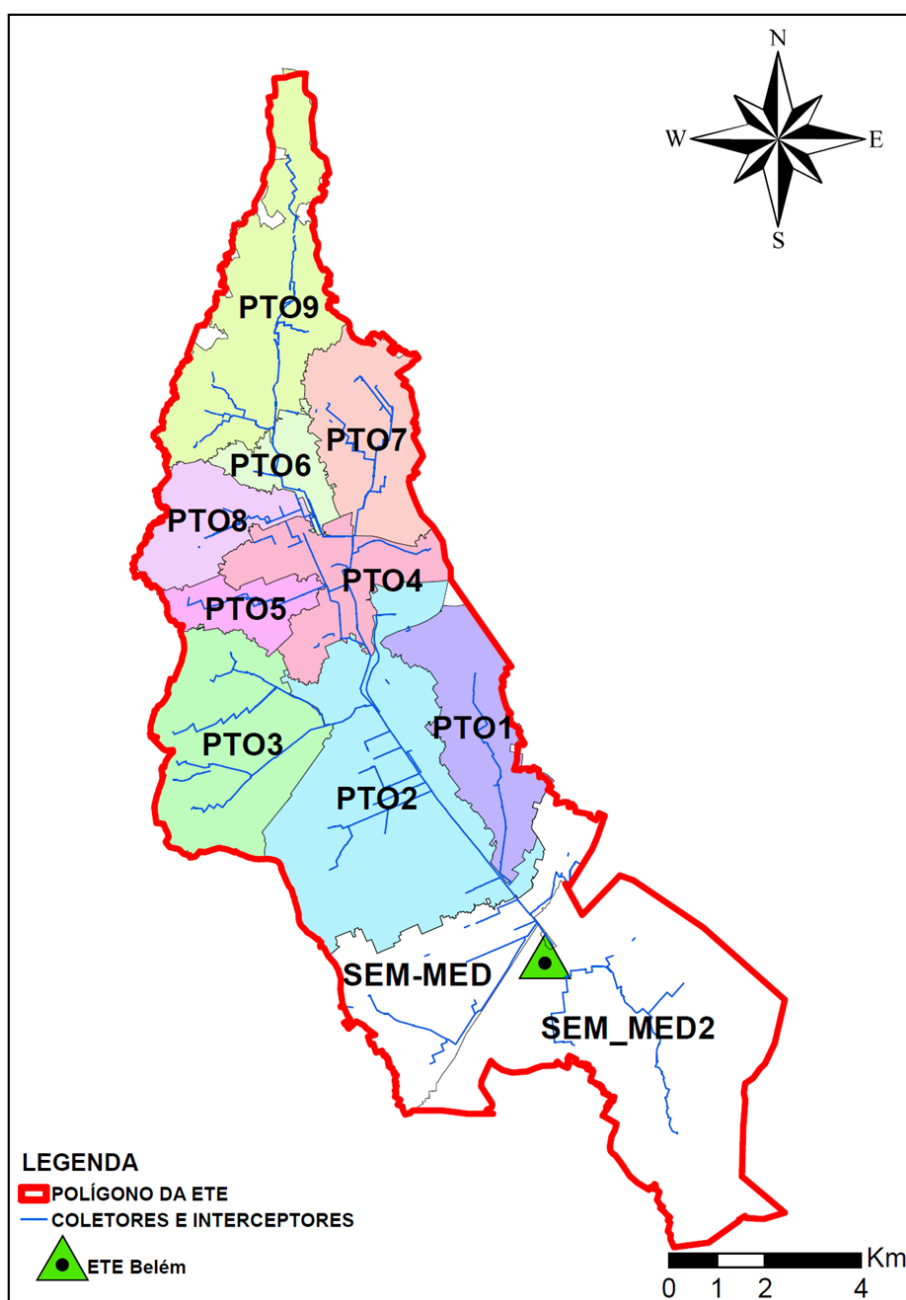 N
W
E
S
PTO9
PTO7
PTO6
PTO8
PTO4
PTO5
PTO1
PTO3
PTO2
SEM-MED
SEM_MED2
LEGENDA
POLÍGONO DA ETE
COLETORES E INTERCEPTORES
ETE Belém
Km
0 1 2 4